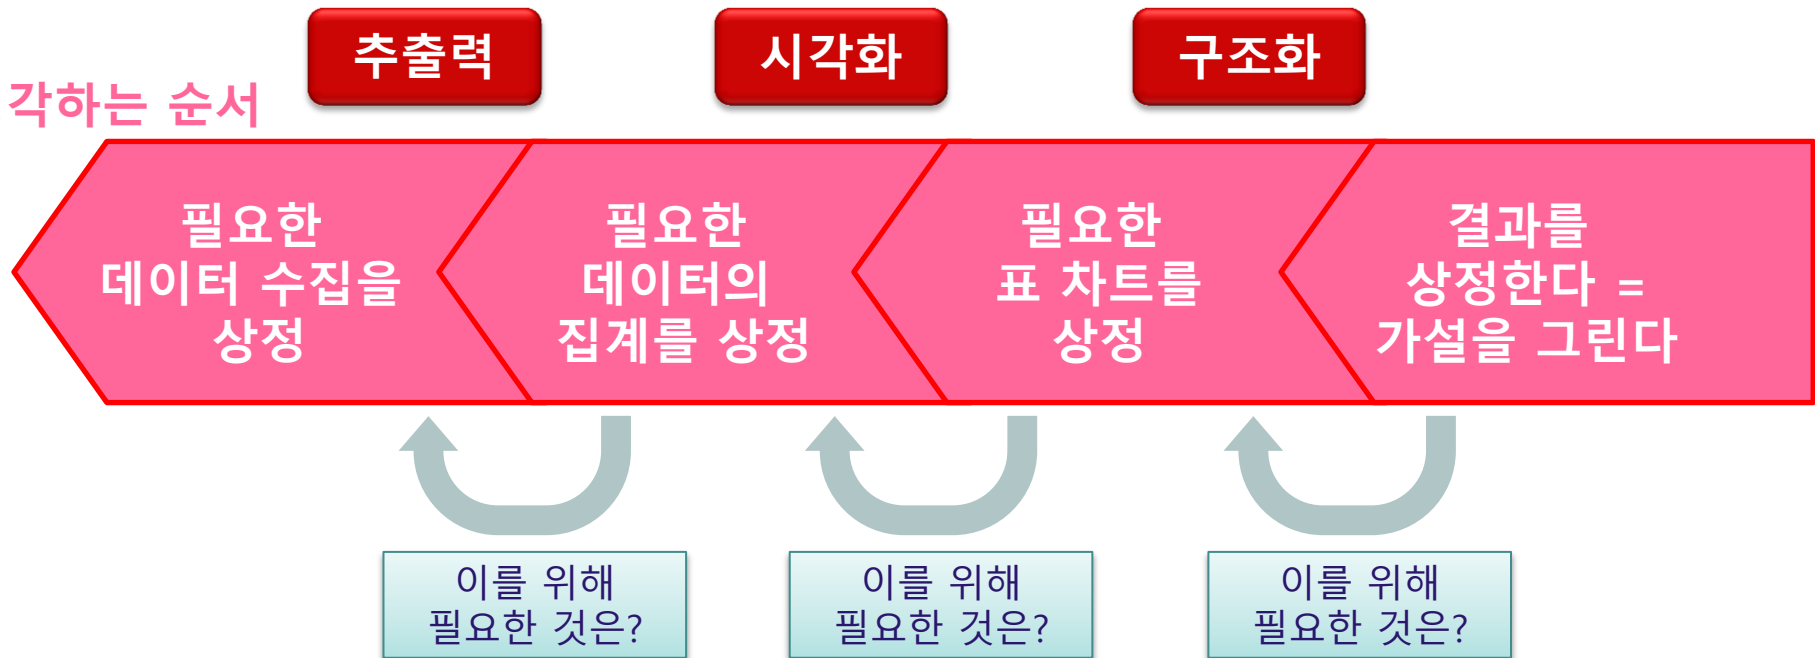 추출력
시각화
구조화
각하는 순서
필요한
데이터 수집을
상정
필요한
데이터의
집계를 상정
필요한
표 차트를
상정
결과를
상정한다 =
가설을 그린다
이를 위해
필요한 것은?
이를 위해
필요한 것은?
이를 위해
필요한 것은?